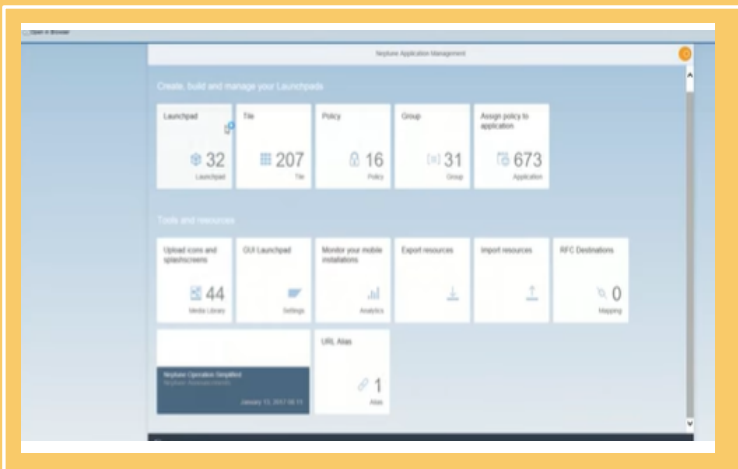 Open in Browser
Neptune Application Management
Create, build and manage your Launchpads
Launchpad
32
Launchpad
Tile
207
Tile
Policy
16
Policy
Group
31
Group
Assign policy to
application
673
Application
Tools and resources
Upload icons and
splashscreens
44
Media Library
GUI Launchpad
Settings
Monitor your mobile
installations
Analytics
Export resources
Import resources
RFC Destinations
0
Mapping
Neptune Operation Simplified
Neptune Announcements
January 13, 2017
URL Alias
1
Alias